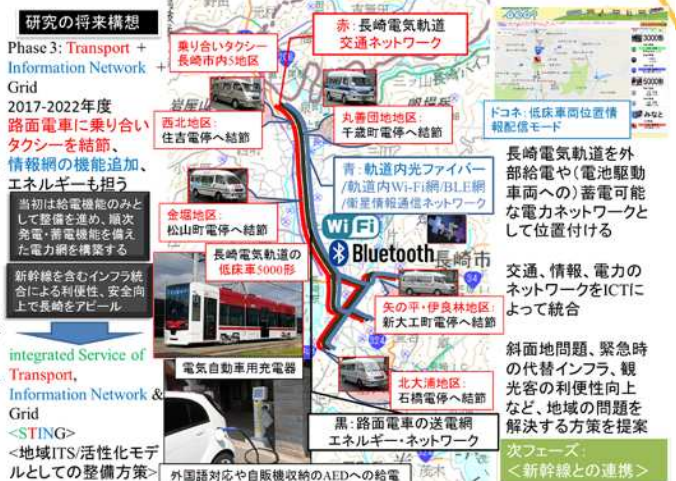 研究の将来構想
Phase 3: Transport +
Information Network +
Grid
2017-2022年度
路面電車に乗り合い
タクシーを結節、
情報網の機能追加、
エネルギーも担う
当初は給電機能のみと
して整備を進め、順次
発電・蓄電機能を備え
た電力網を構築する
新幹線を含むインフラ統
合による利便性、安全向
上で長崎をアピール
integrated Service of
Transport,
Information Network &
Grid
<STING>
<地域ITS/活性化モデ
ルとしての整備方策>
乗り合いタクシー
長崎市内5地区
赤:長崎電気軌道
交通ネットワーク
西北地区:
住吉電停へ結節
丸善団地地区:
千歳町電停へ結節
青:軌道内光ファイバー
/軌道内Wi-Fi網/BLE網
/衛星情報通信ネットワーク
金堀地区:
松山町電停へ結節
WiFi
Bluetooth
長崎市
長崎電気軌道の
低床車5000形
矢の平・伊良林地区:
新大工町電停へ結節
電気自動車用充電器
北大浦地区:
石橋電停へ結節
黒:路面電車の送電網
エネルギー・ネットワーク
外国語対応や自販機収納のAEDへの給電
茂木
3000形
5000形
みなと
ドコネ:低床車両位置情
報配信モード
長崎電気軌道を外
部給電や(電池駆動
車両への)蓄電可能
な電力ネットワークと
して位置付ける
交通、情報、電力の
ネットワークをICTに
よって統合
斜面地問題、緊急時
の代替インフラ、観
光客の利便性向上
など、地域の問題を
解決する方策を提案
次フェーズ:
<新幹線との連携>